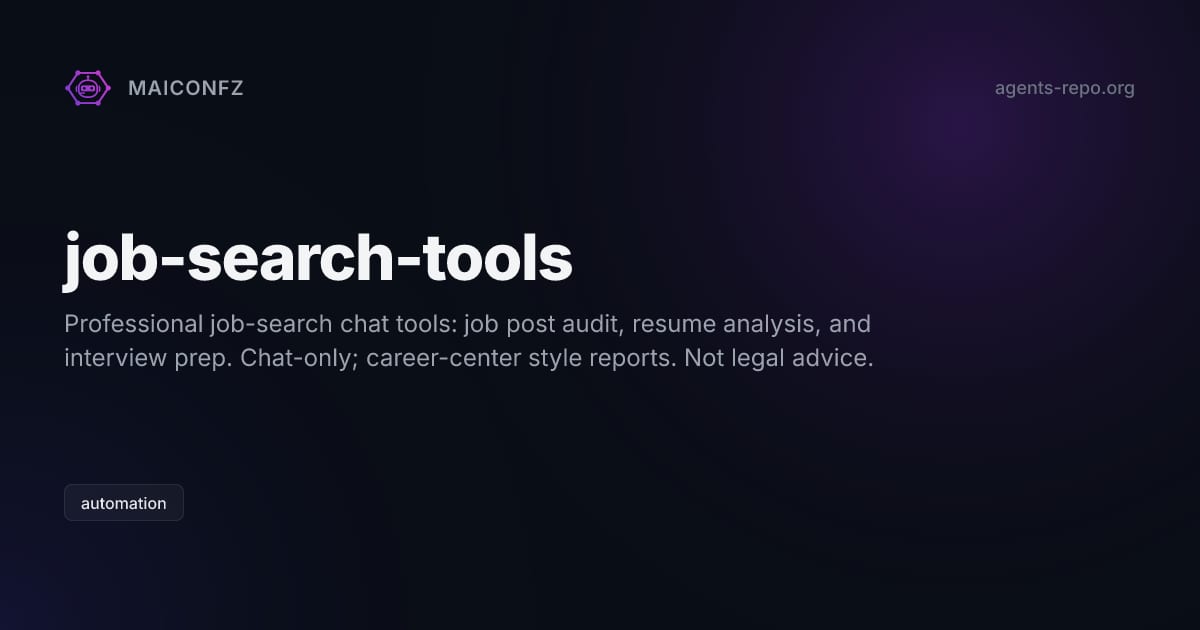 MAICONFZ
agents-repo.org
job-search-tools
Professional job-search chat tools: job post audit, resume analysis, and
interview prep. Chat-only; career-center style reports. Not legal advice.
automation